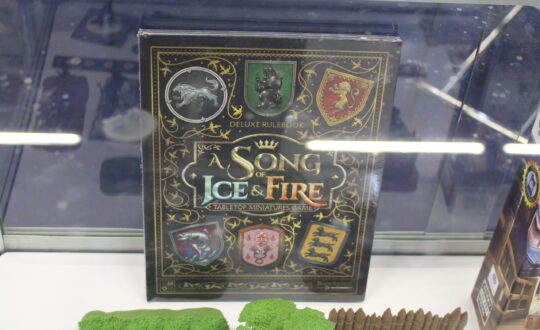 DELUXE RULEBOOK
A SONG
OF
ICE & FIRE
TABLETOP MINIATURES GAME